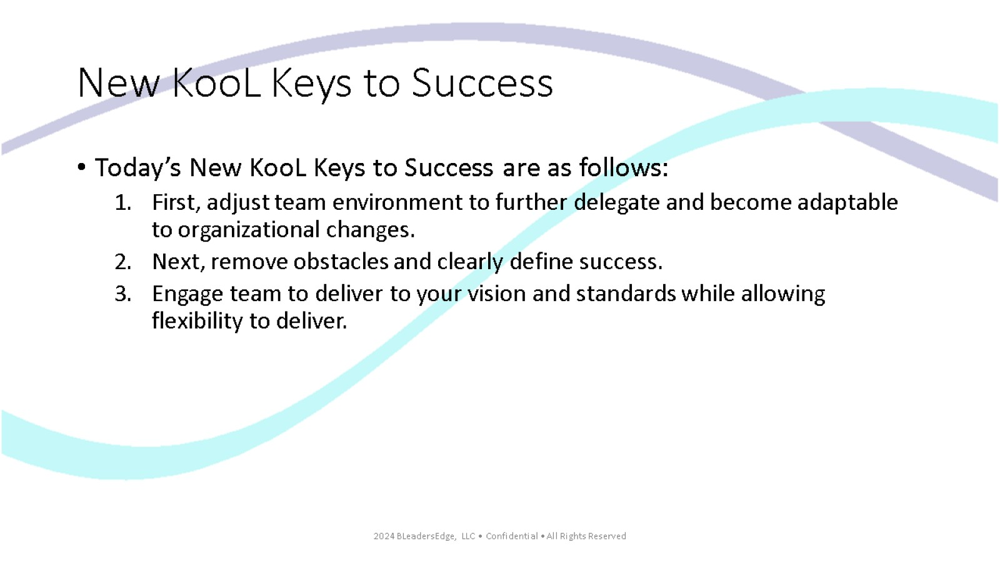 New KooL Keys to Success
• Today’s New KooL Keys to Success are as follows:
1. First, adjust team environment to further delegate and become adaptable
to organizational changes.
2. Next, remove obstacles and clearly define success.
3. Engage team to deliver to your vision and standards while allowing
flexibility to deliver.
2024 BLeadersEdge, LLC • Confidential • All Rights Reserved